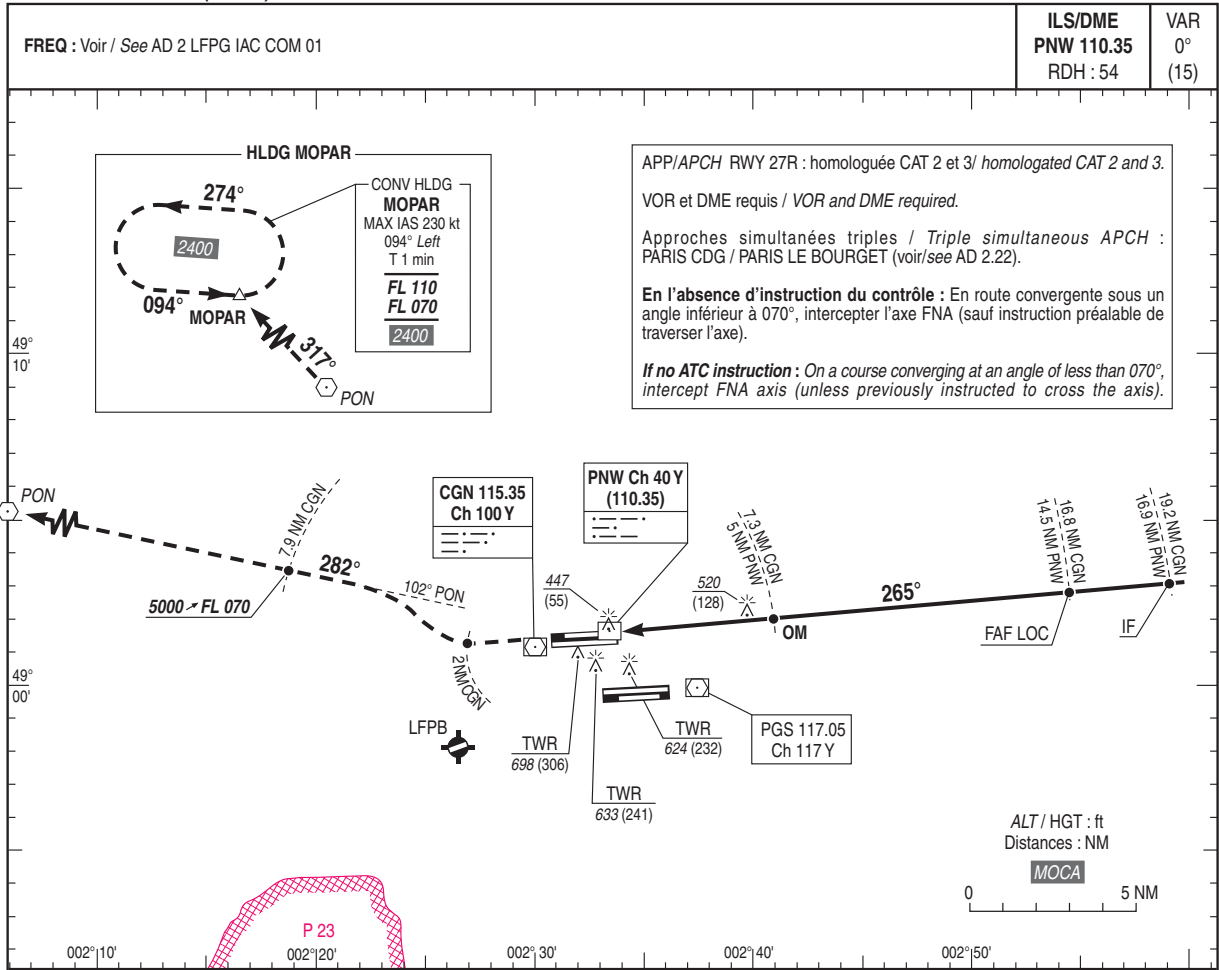 FREQ : Voir / See AD 2 LFPG IAC COM 01
ILS/DME
PNW 110.35
RDH : 54
VAR
0°
(15)
HLDG MOPAR
274°
2400
094°
MOPAR
317°
PON
CONV HLDG
MOPAR
MAX IAS 230 kt
094° Left
T 1 min
FL 110
FL 070
2400
APP/APCH RWY 27R : homologuée CAT 2 et 3/ homologated CAT 2 and 3.
VOR et DME requis / VOR and DME required.
Approches simultanées triples / Triple simultaneous APCH :
PARIS CDG / PARIS LE BOURGET (voir/see AD 2.22).
En l'absence d'instruction du contrôle : En route convergente sous un
angle inférieur à 070°, intercepter l'axe FNA (sauf instruction préalable de
traverser l'axe).
If no ATC instruction : On a course converging at an angle of less than 070°,
intercept FNA axis (unless previously instructed to cross the axis).
49°
10'
PON
7.9 NM CGN
282°
102° PON
5000 ➚ FL 070
CGN 115.35
Ch 100 Y
PNW Ch 40 Y
(110.35)
447
(55)
520
(128)
7.3 NM CGN
5 NM PNW
OM
265°
16.8 NM CGN
14.5 NM PNW
FAF LOC
19.2 NM CGN
16.9 NM PNW
IF
2 NM CGN
49°
00'
LFPB
TWR
698 (306)
TWR
633 (241)
TWR
624 (232)
PGS 117.05
Ch 117 Y
ALT / HGT : ft
Distances : NM
MOCA
0
5 NM
P 23
002°10'
002°20'
002°30'
002°40'
002°50'